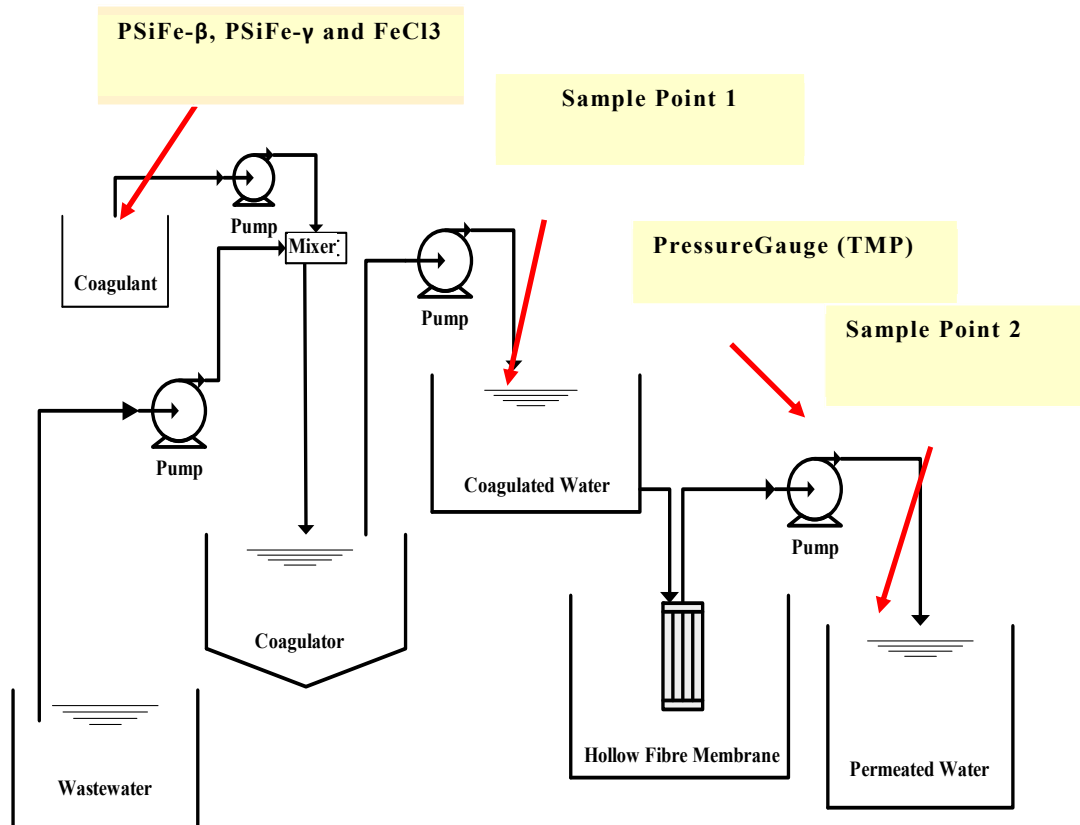 PSiFe-β, PSiFe-γ and FeCl3
Sample Point 1
Pump
Mixer:
PressureGauge (TMP)
Coagulant
Pump
Sample Point 2
Pump
Coagulated Water
Pump
Coagulator
Hollow Fibre Membrane
Permeated Water
Wastewater